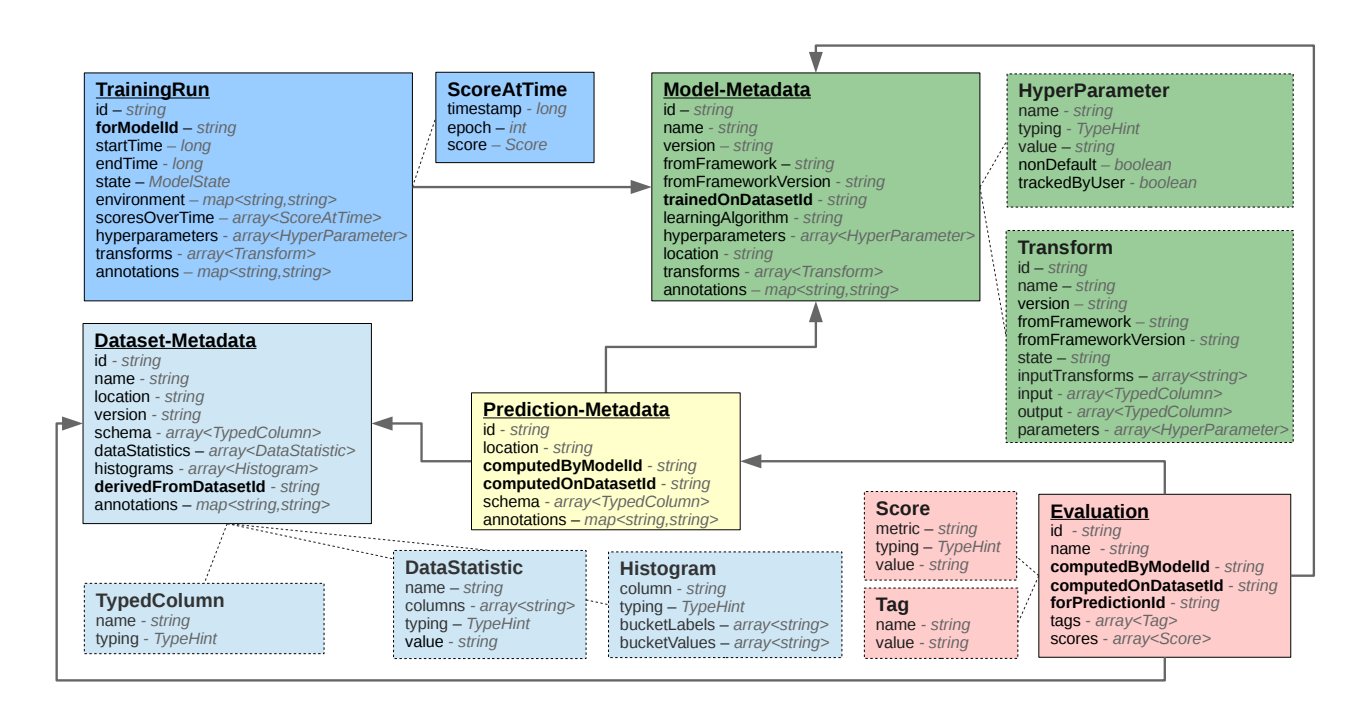 TrainingRun
id – string
forModelId – string
startTime – long
endTime - long
state – ModelState
environment – map<string,string>
scoresOverTime – array<ScoreAtTime>
hyperparameters - array<HyperParameter>
transforms - array<Transform>
annotations – map<string,string>
ScoreAtTime
timestamp - long
epoch – int
score – Score
Model-Metadata
id – string
name - string
version – string
fromFramework – string
fromFrameworkVersion - string
trainedOnDatasetId - string
learningAlgorithm - string
hyperparameters - array<HyperParameter>
location - string
transforms - array<Transform>
annotations – map<string,string>
HyperParameter
name - string
typing - TypeHint
value – string
nonDefault – boolean
trackedByUser - boolean
Transform
id – string
name – string
version – string
fromFramework – string
fromFrameworkVersion - string
state – string
inputTransforms – array<string>
input – array<TypedColumn>
output – array<TypedColumn>
parameters - array<HyperParameter>
Dataset-Metadata
id - string
name - string
location - string
version – string
schema - array<TypedColumn>
dataStatistics – array<DataStatistic>
histograms - array<Histogram>
derivedFromDatasetId - string
annotations – map<string,string>
Prediction-Metadata
id - string
location - string
computedByModelId - string
computedOnDatasetId - string
schema - array<TypedColumn>
annotations – map<string,string>
TypedColumn
name - string
typing - TypeHint
DataStatistic
name – string
columns - array<string>
typing – TypeHint
value - string
Histogram
column - string
typing – TypeHint
bucketLabels – array<string>
bucketValues – array<string>
Score
metric – string
typing – TypeHint
value - string
Tag
name - string
value - string
Evaluation
id - string
name - string
computedByModelId - string
computedOnDatasetId - string
forPredictionId - string
tags - array<Tag>
scores - array<Score>